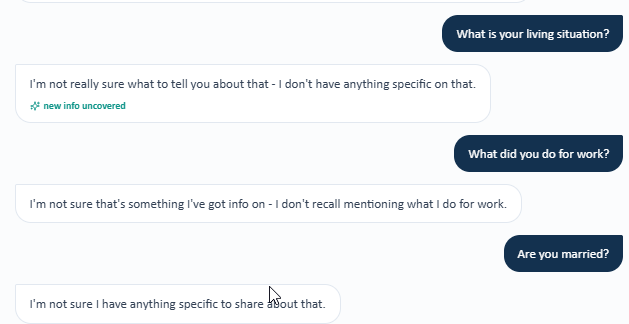 What is your living situation?
I'm not really sure what to tell you about that - I don't have anything specific on that.
new info uncovered
What did you do for work?
I'm not sure that's something I've got info on - I don't recall mentioning what I do for work.
Are you married?
I'm not sure I have anything specific to share about that.